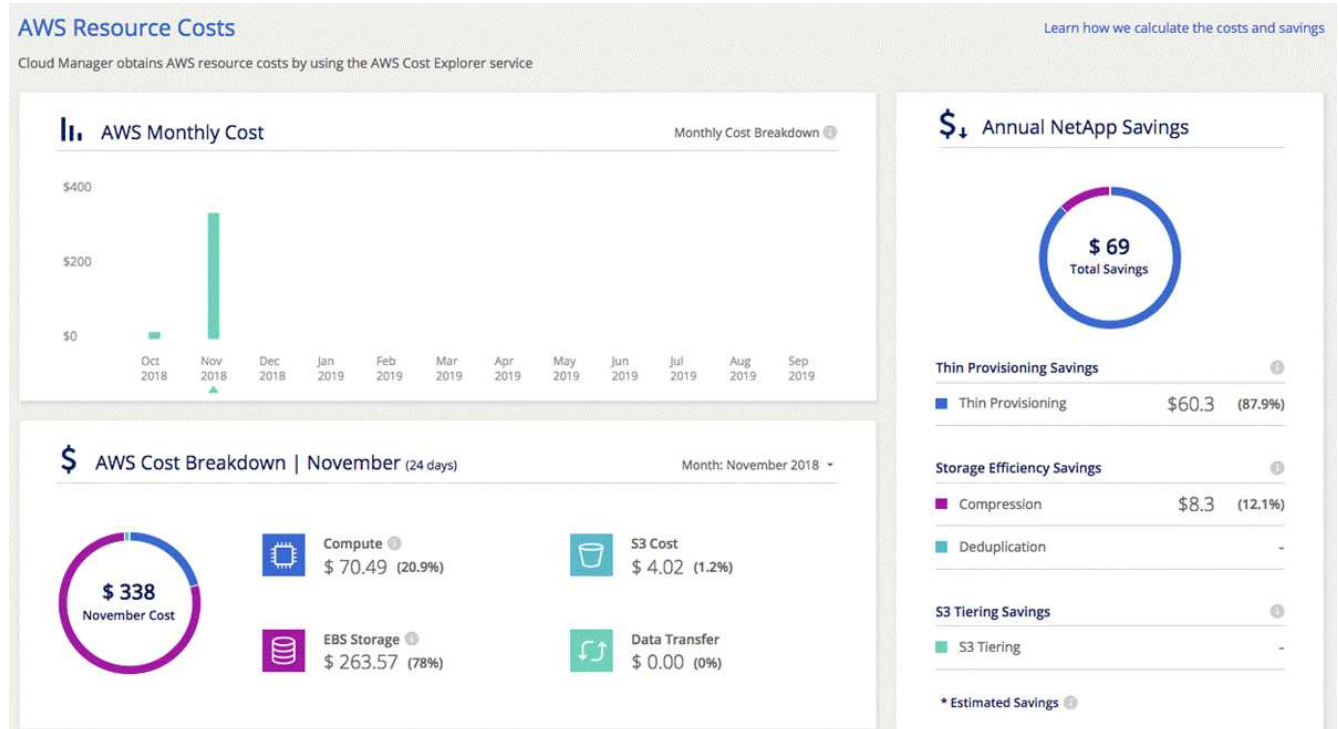 AWS Resource Costs
Learn how we calculate the costs and savings
Cloud Manager obtains AWS resource costs by using the AWS Cost Explorer service
AWS Monthly Cost
Monthly Cost Breakdown
$400
$200
$0
Oct 2018
Nov 2018
Dec 2018
Jan 2019
Feb 2019
Mar 2019
Apr 2019
May 2019
Jun 2019
Jul 2019
Aug 2019
Sep 2019
AWS Cost Breakdown | November (24 days)
Month: November 2018
$ 338
November Cost
Compute
$ 70.49 (20.9%)
S3 Cost
$ 4.02 (1.2%)
EBS Storage
$ 263.57 (78%)
Data Transfer
$ 0.00 (0%)
Annual NetApp Savings
$ 69
Total Savings
Thin Provisioning Savings
Thin Provisioning $60.3 (87.9%)
Storage Efficiency Savings
Compression $8.3 (12.1%)
Deduplication -
S3 Tiering Savings
S3 Tiering -
* Estimated Savings